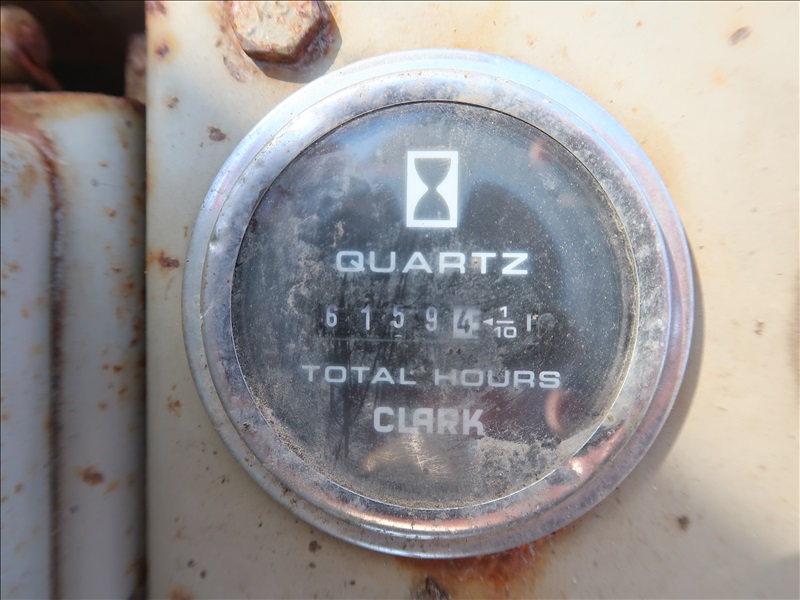 QUARTZ
6 1 5 9 4 ◄ 1/10
TOTAL HOURS
CLARK